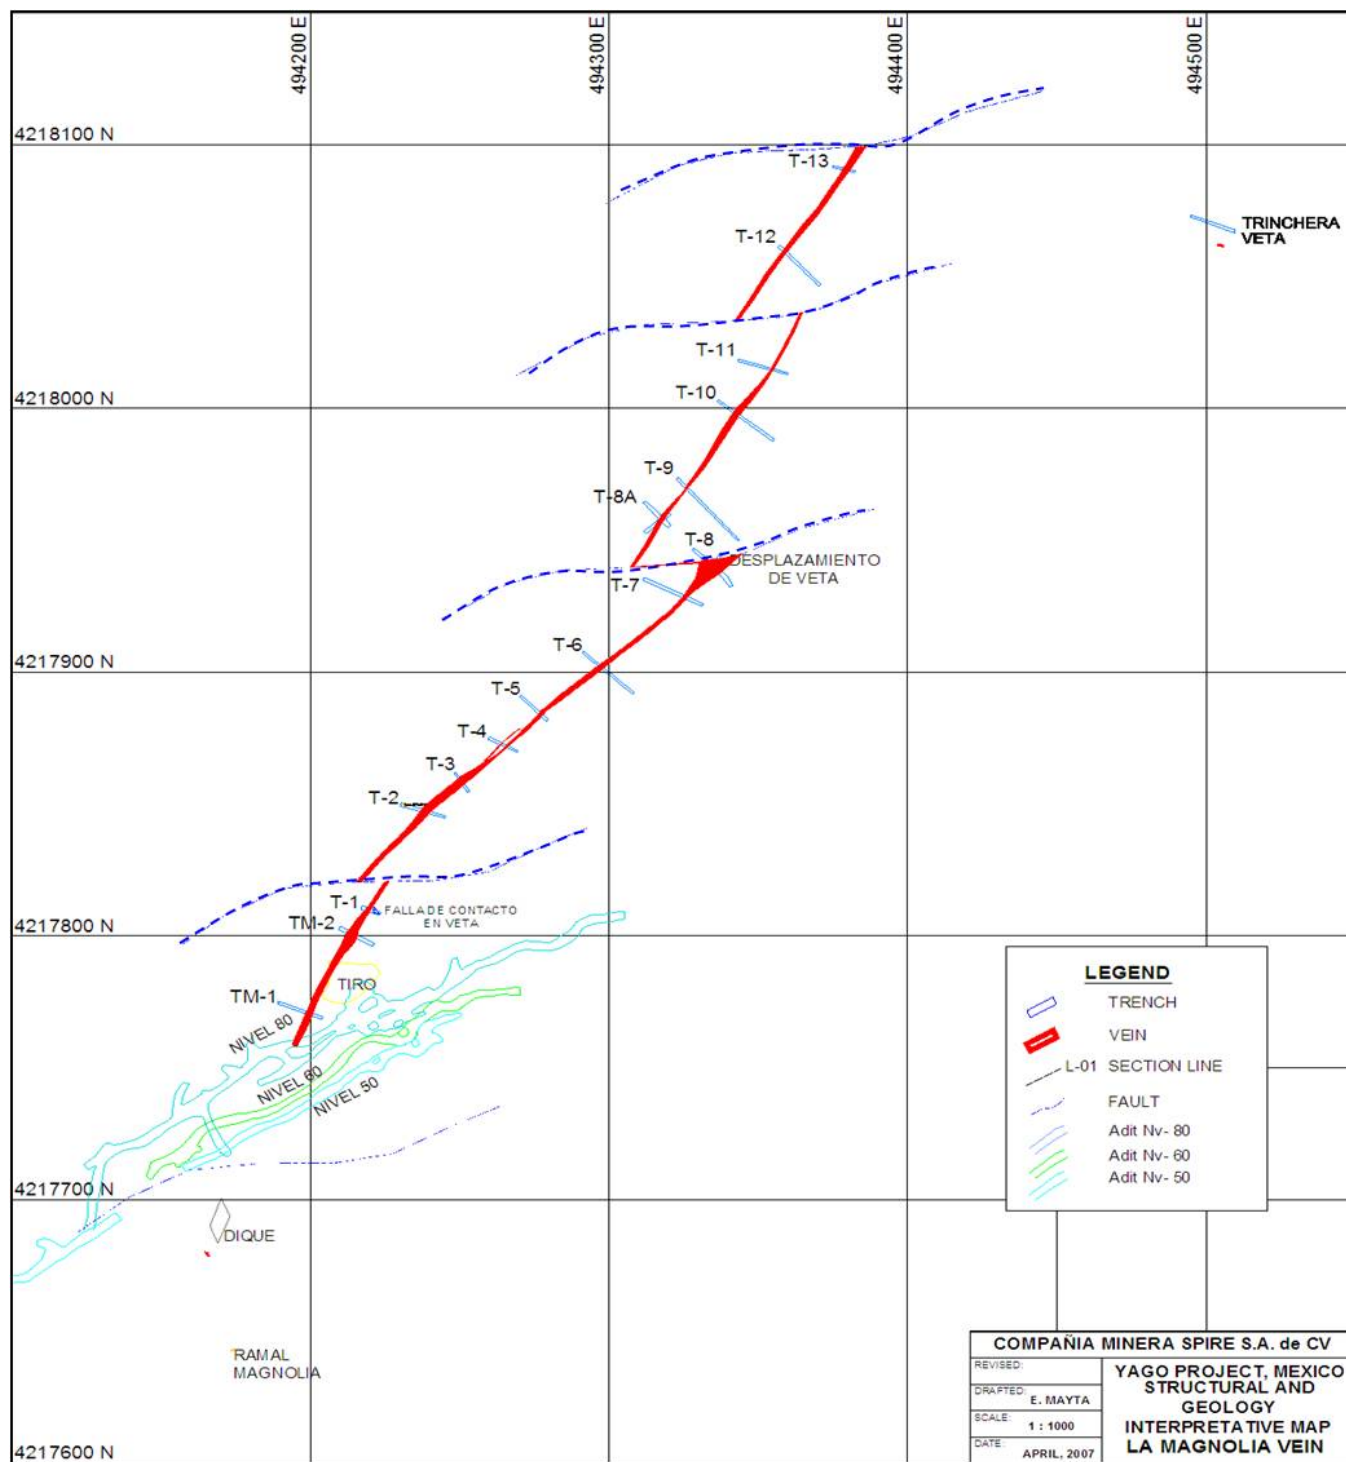 494200 E
494300 E
494400 E
494500 E
4218100 N
T-13
T-12
TRINCHERA
VETA
T-11
4218000 N
T-10
T-9
T-8A
T-8
DESPLAZAMIENTO
DE VETA
T-7
T-6
4217900 N
T-5
T-4
T-3
T-2
T-1
FALLA DE CONTACTO
EN VETA
TM-2
4217800 N
TIRO
TM-1
NIVEL 80
NIVEL 60
NIVEL 50
4217700 N
DIQUE
RAMAL
MAGNOLIA
4217600 N
LEGEND
TRENCH
VEIN
L-01 SECTION LINE
FAULT
Adit Nv- 80
Adit Nv- 60
Adit Nv- 50
COMPAÑIA MINERA SPIRE S.A. de CV
REVISED:
DRAFTED: E. MAYTA
SCALE: 1 : 1000
DATE: APRIL, 2007
YAGO PROJECT, MEXICO
STRUCTURAL AND
GEOLOGY
INTERPRETATIVE MAP
LA MAGNOLIA VEIN